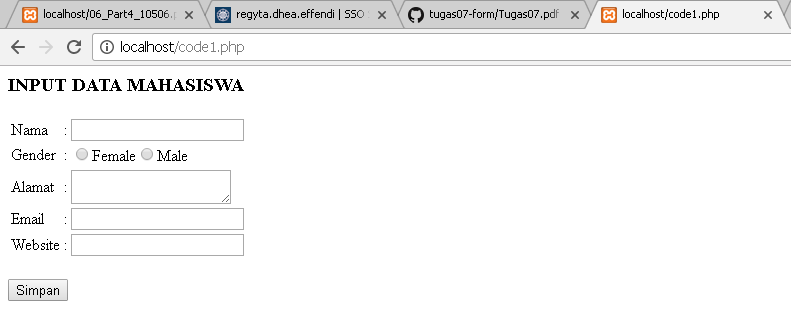 localhost/06_Part4_10506.p
regyta.dhea.effendi | SSO
tugas07-form/Tugas07.pdf
localhost/code1.php
localhost/code1.php
INPUT DATA MAHASISWA
Nama :
Gender : Female Male
Alamat :
Email :
Website :
Simpan